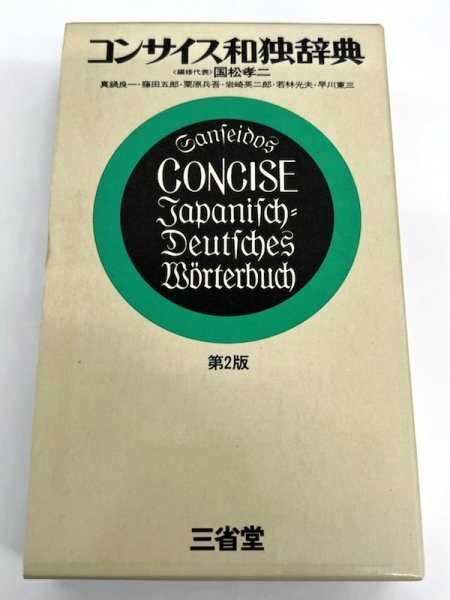 コンサイス和独辞典
〈編修代表〉国松孝二
真鍋良一・藤田五郎・栗原兵吾・岩崎英二郎・若林光夫・早川東三
Sanſeidos
CONCISE
Japaniſch=
Deutſches
Wörterbuch
第2版
三省堂